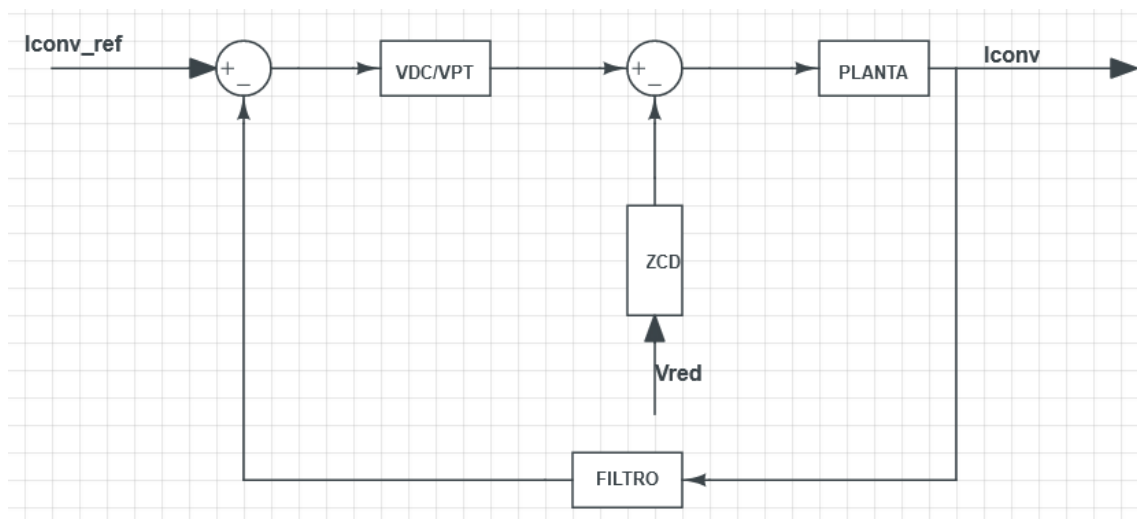 Iconv_ref
+
−
VDC/VPT
+
−
PLANTA
Iconv
ZCD
Vred
FILTRO